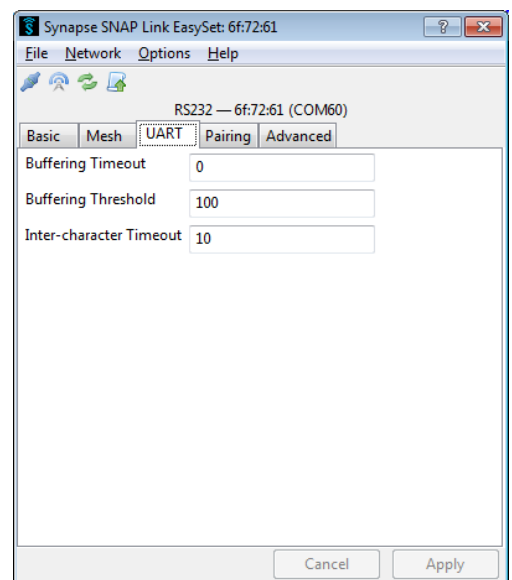 Synapse SNAP Link EasySet: 6f:72:61
File Network Options Help
RS232 — 6f:72:61 (COM60)
Basic Mesh UART Pairing Advanced
Buffering Timeout 0
Buffering Threshold 100
Inter-character Timeout 10
Cancel Apply